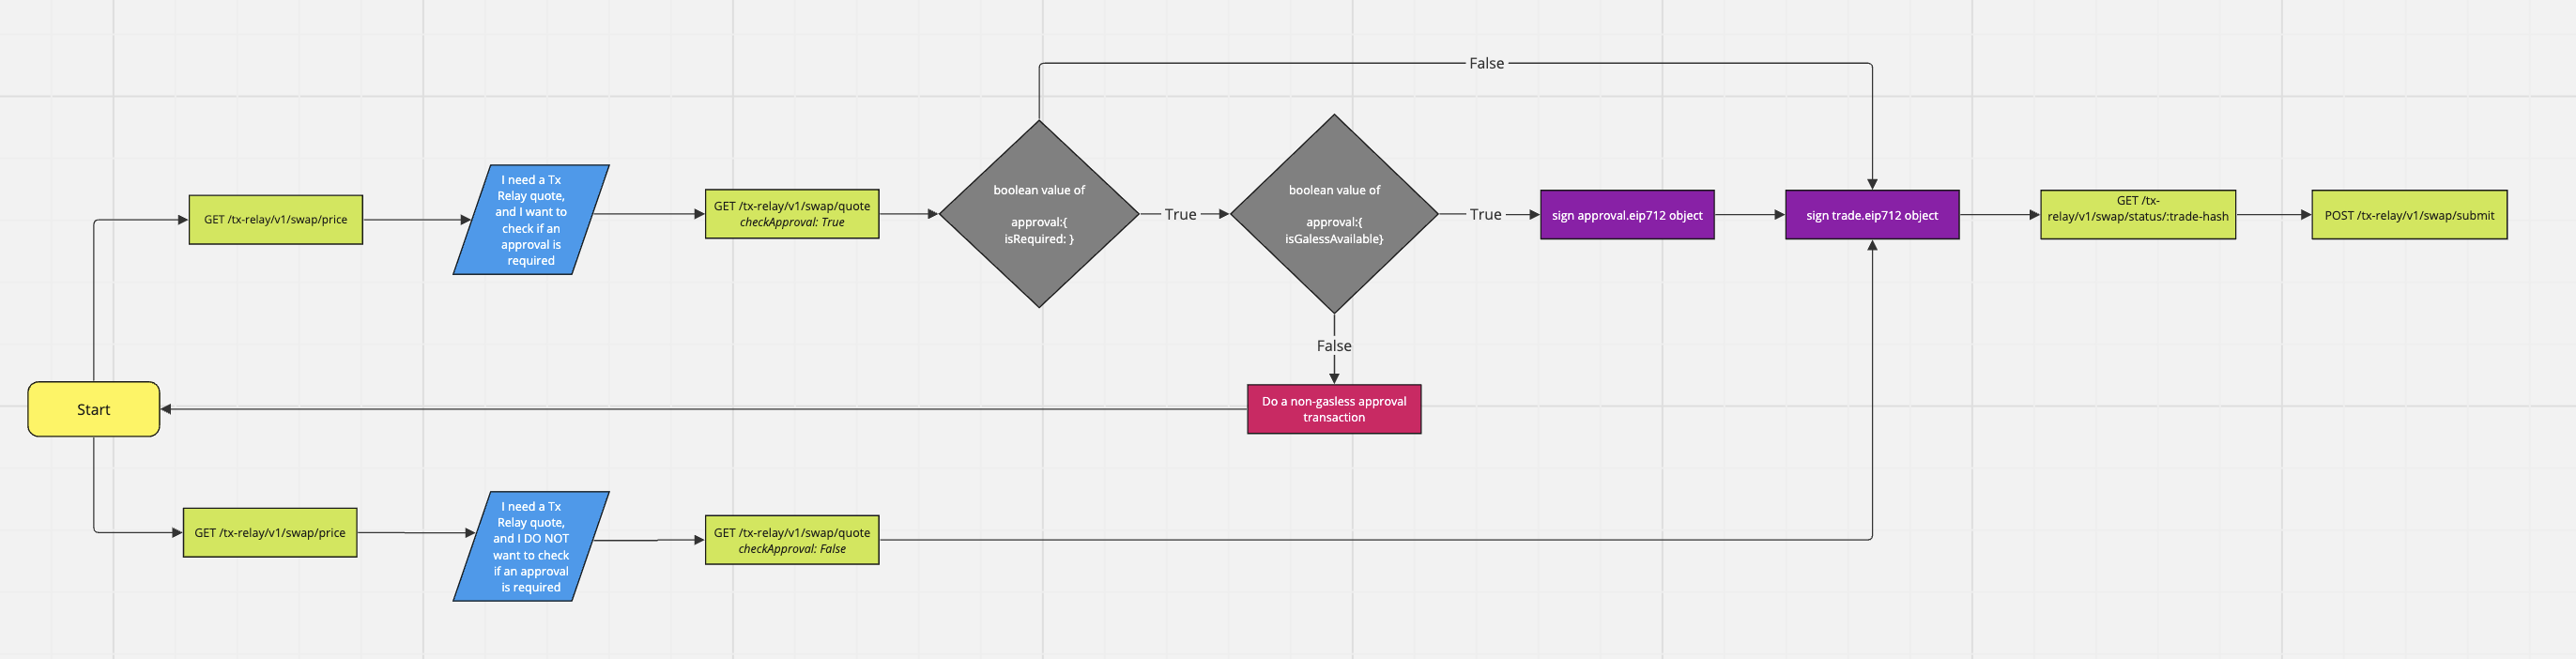 False
I need a Tx
Relay quote,
and I want to
check if an
approval is
required
GET /tx-relay/v1/swap/price
GET /tx-relay/v1/swap/quote
checkApproval: True
boolean value of
approval:{
isRequired: }
True
boolean value of
approval:{
isGalessAvailable}
True
sign approval.eip712 object
sign trade.eip712 object
GET /tx-
relay/v1/swap/status/:trade-hash
POST /tx-relay/v1/swap/submit
False
Start
Do a non-gasless approval
transaction
GET /tx-relay/v1/swap/price
I need a Tx
Relay quote,
and I DO NOT
want to check
if an approval
is required
GET /tx-relay/v1/swap/quote
checkApproval: False